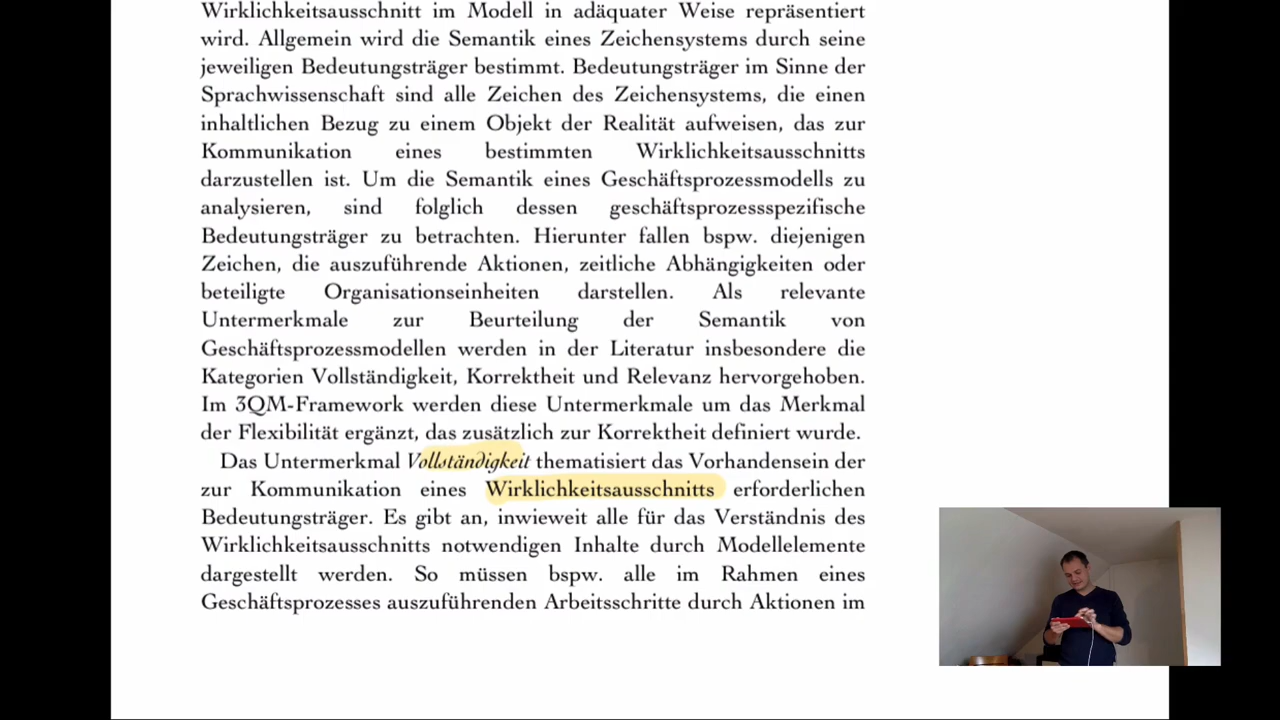 Wirklichkeitsausschnitt im Modell in adäquater Weise repräsentiert
wird. Allgemein wird die Semantik eines Zeichensystems durch seine
jeweiligen Bedeutungsträger bestimmt. Bedeutungsträger im Sinne der
Sprachwissenschaft sind alle Zeichen des Zeichensystems, die einen
inhaltlichen Bezug zu einem Objekt der Realität aufweisen, das zur
Kommunikation eines bestimmten Wirklichkeitsausschnitts
darzustellen ist. Um die Semantik eines Geschäftsprozessmodells zu
analysieren, sind folglich dessen geschäftsprozessspezifische
Bedeutungsträger zu betrachten. Hierunter fallen bspw. diejenigen
Zeichen, die auszuführende Aktionen, zeitliche Abhängigkeiten oder
beteiligte Organisationseinheiten darstellen. Als relevante
Untermerkmale zur Beurteilung der Semantik von
Geschäftsprozessmodellen werden in der Literatur insbesondere die
Kategorien Vollständigkeit, Korrektheit und Relevanz hervorgehoben.
Im 3QM-Framework werden diese Untermerkmale um das Merkmal
der Flexibilität ergänzt, das zusätzlich zur Korrektheit definiert wurde.
Das Untermerkmal Vollständigkeit thematisiert das Vorhandensein der
zur Kommunikation eines Wirklichkeitsausschnitts erforderlichen
Bedeutungsträger. Es gibt an, inwieweit alle für das Verständnis des
Wirklichkeitsausschnitts notwendigen Inhalte durch Modellelemente
dargestellt werden. So müssen bspw. alle im Rahmen eines
Geschäftsprozesses auszuführenden Arbeitsschritte durch Aktionen im